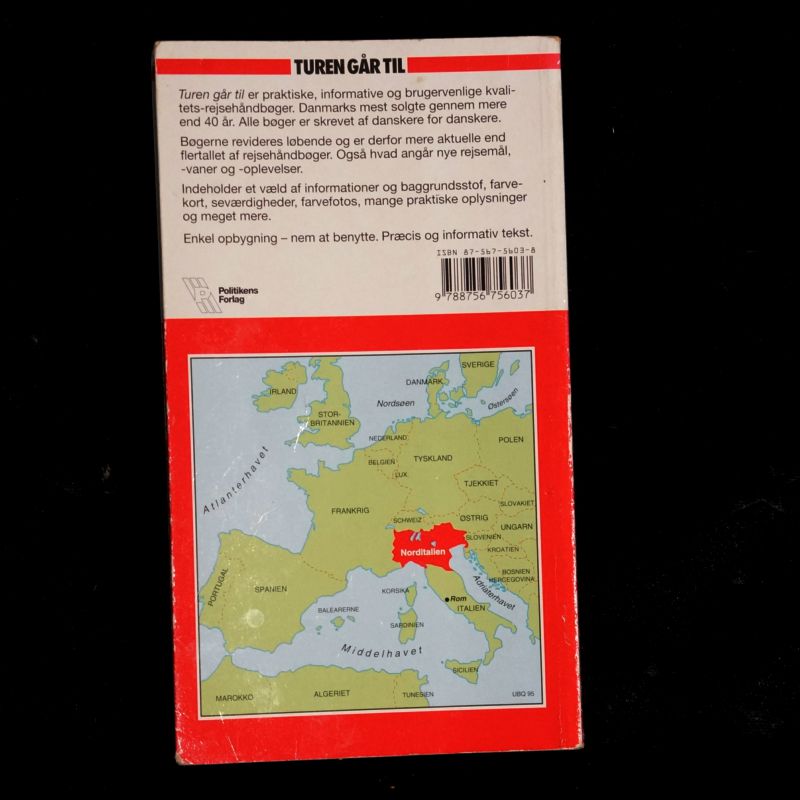 TUREN GÅR TIL
Turen går til er praktiske, informative og brugervenlige kvali-
tets-rejsehåndbøger. Danmarks mest solgte gennem mere
end 40 år. Alle bøger er skrevet af danskere for danskere.
Bøgerne revideres løbende og er derfor mere aktuelle end
flertallet af rejsehåndbøger. Også hvad angår nye rejsemål,
-vaner og -oplevelser.
Indeholder et væld af informationer og baggrundsstof, farve-
kort, seværdigheder, farvefotos, mange praktiske oplysninger
og meget mere.
Enkel opbygning – nem at benytte. Præcis og informativ tekst.
ISBN 87-567-5603-8
9 788756 756037
Politikens
Forlag
SVERIGE
DANMARK
IRLAND
Nordsøen
Østersøen
STOR-
BRITANNIEN
NEDERLAND
POLEN
BELGIEN
TYSKLAND
LUX.
Atlanterhavet
TJEKKIET
SLOVAKIET
FRANKRIG
SCHWEIZ
ØSTRIG
UNGARN
SLOVENIEN
Norditalien
KROATIEN
BOSNIEN
HERCEGOVINA
PORTUGAL
SPANIEN
KORSIKA
Rom
Adriaterhavet
ITALIEN
BALEARERNE
SARDINIEN
Middelhavet
SICILIEN
MAROKKO
ALGERIET
TUNESIEN
UBQ 95